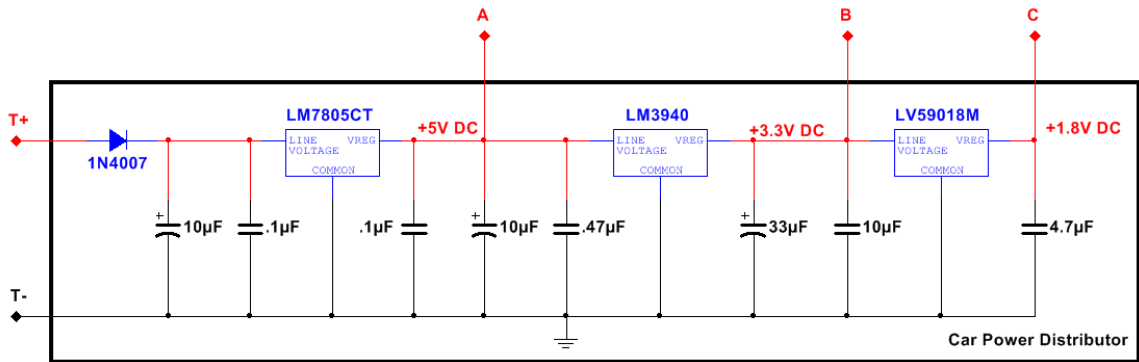 A
B
C
T+
1N4007
LM7805CT
LINE VREG
VOLTAGE
COMMON
+5V DC
LM3940
LINE VREG
VOLTAGE
COMMON
+3.3V DC
LV59018M
LINE VREG
VOLTAGE
COMMON
+1.8V DC
+
10µF
.1µF
.1µF
+
10µF
.47µF
+
33µF
10µF
4.7µF
T-
Car Power Distributor